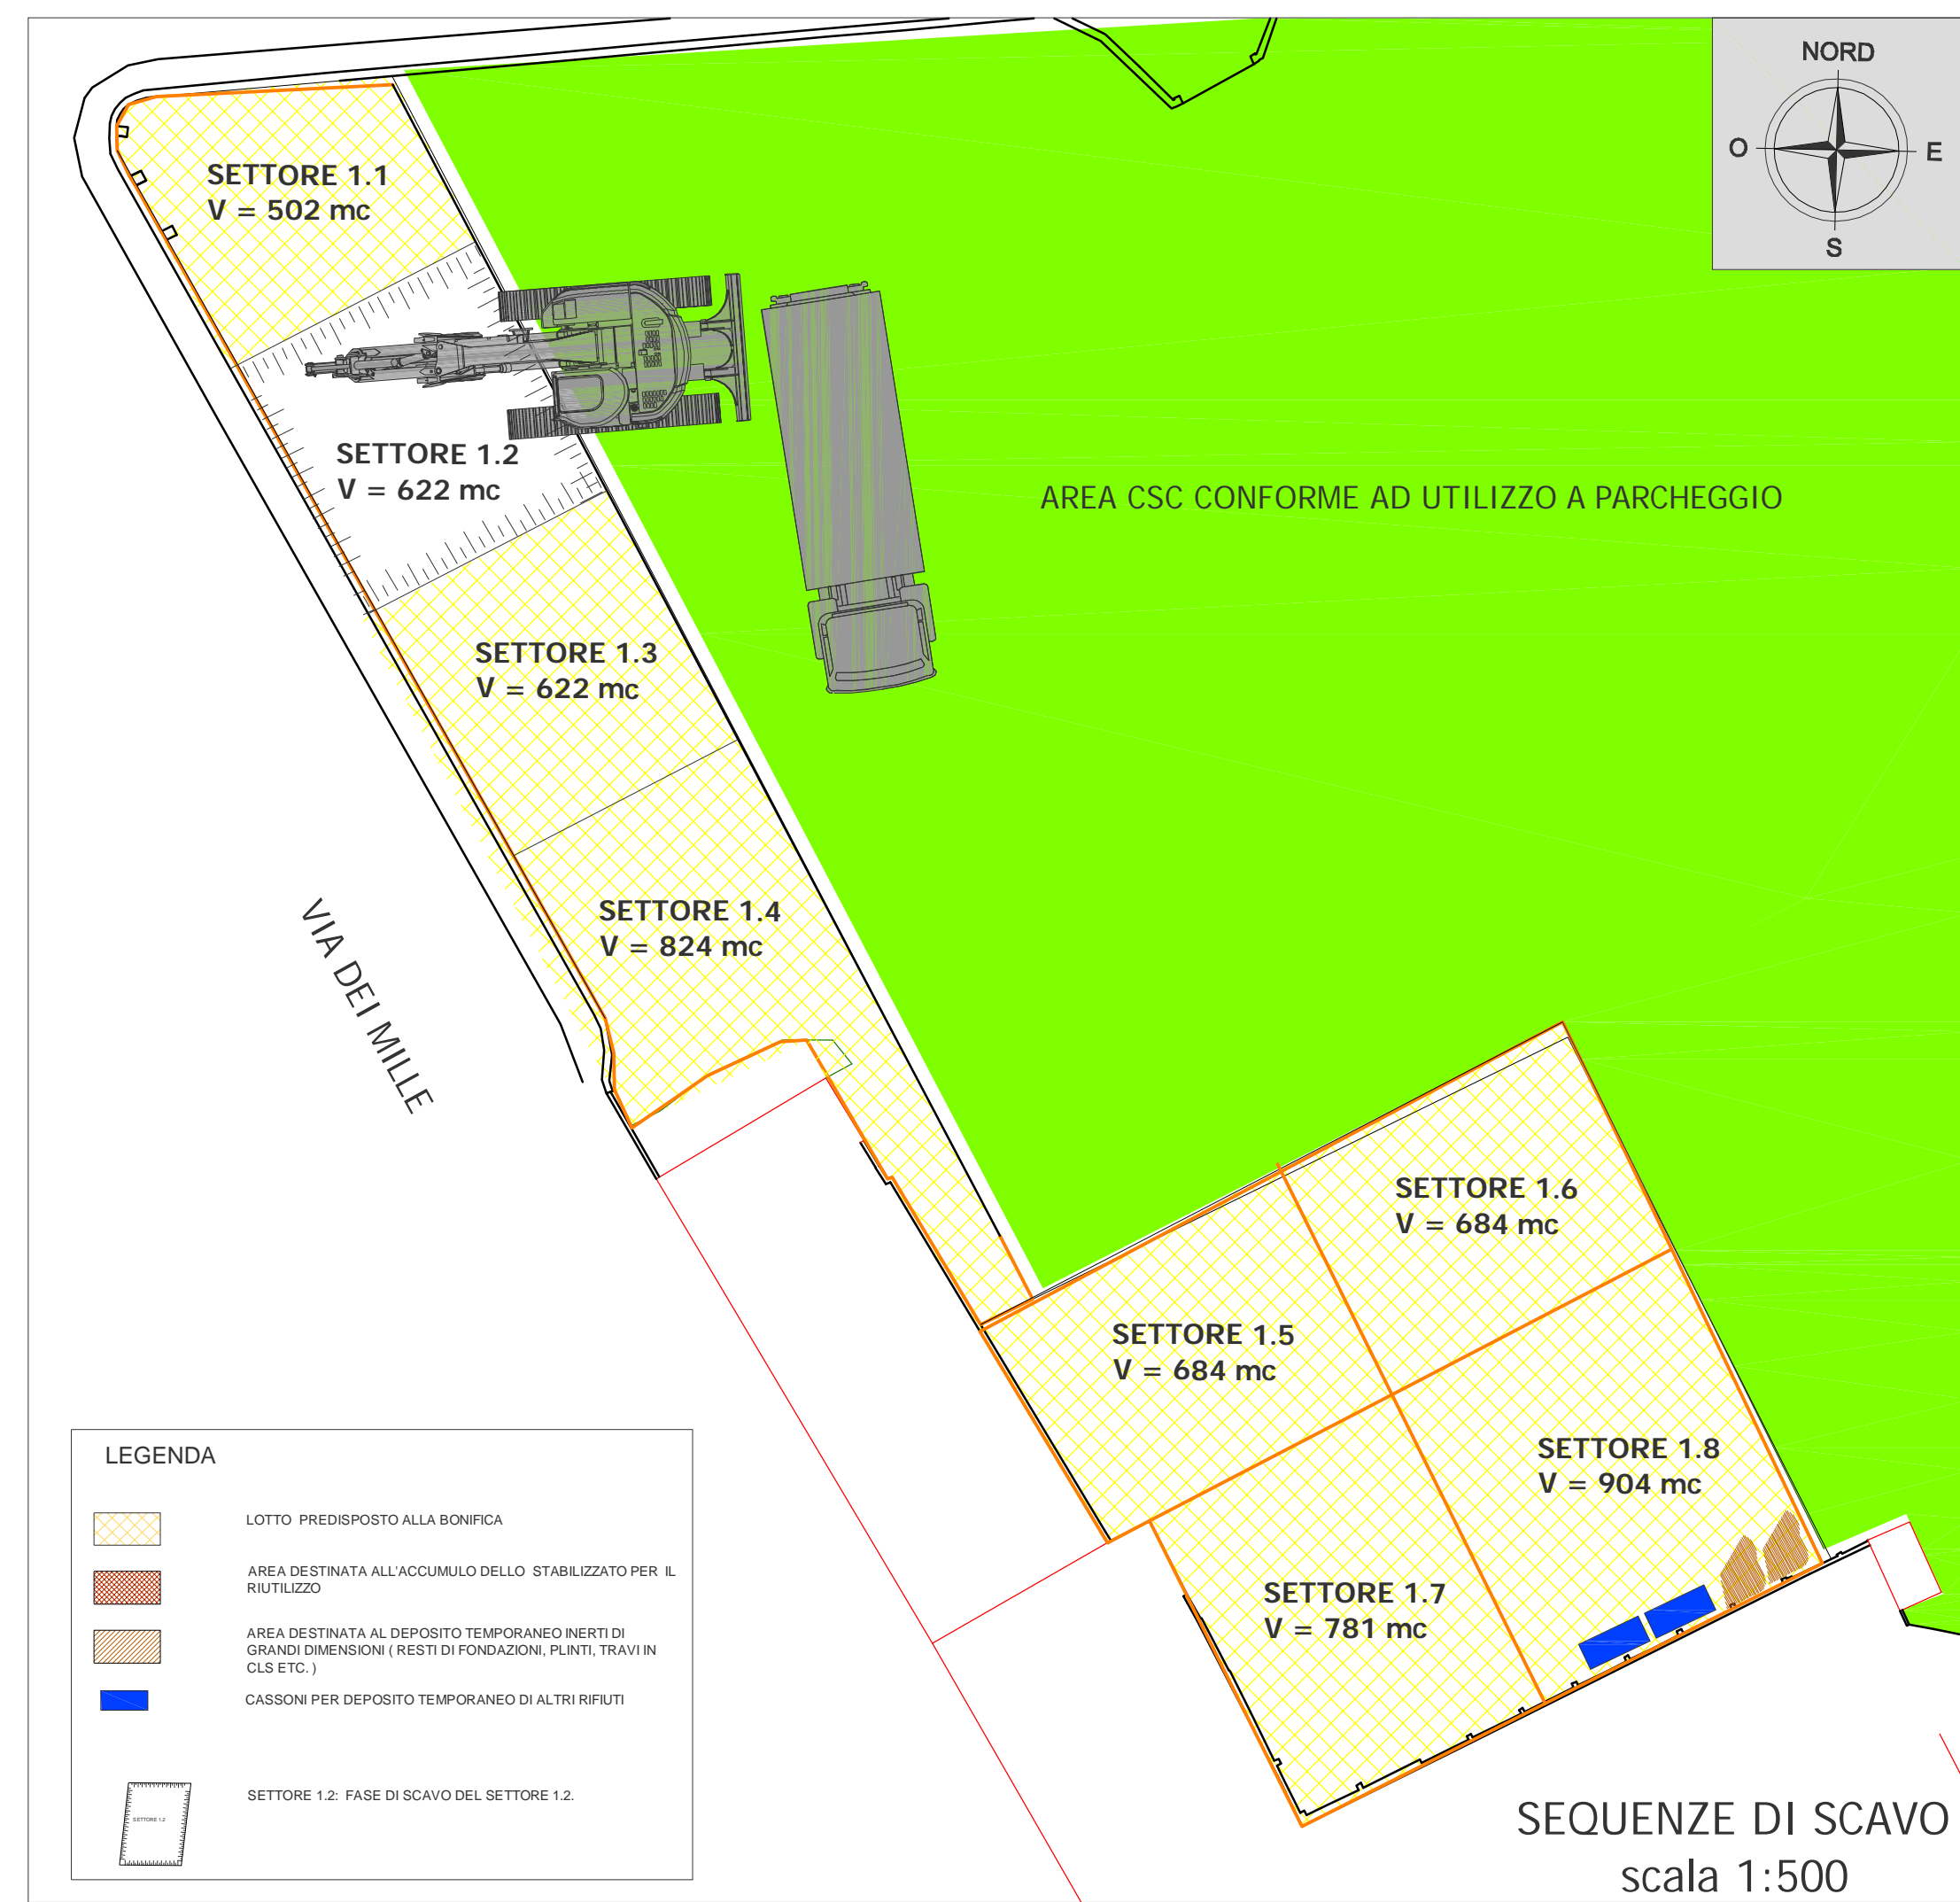 NORD
O
E
S
SETTORE 1.1
V = 502 mc
SETTORE 1.2
V = 622 mc
AREA CSC CONFORME AD UTILIZZO A PARCHEGGIO
SETTORE 1.3
V = 622 mc
SETTORE 1.4
V = 824 mc
VIA DEI MILLE
SETTORE 1.6
V = 684 mc
SETTORE 1.5
V = 684 mc
SETTORE 1.8
V = 904 mc
SETTORE 1.7
V = 781 mc
LEGENDA
LOTTO PREDISPOSTO ALLA BONIFICA
AREA DESTINATA ALL'ACCUMULO DELLO STABILIZZATO PER IL
RIUTILIZZO
AREA DESTINATA AL DEPOSITO TEMPORANEO INERTI DI
GRANDI DIMENSIONI ( RESTI DI FONDAZIONI, PLINTI, TRAVI IN
CLS ETC. )
CASSONI PER DEPOSITO TEMPORANEO DI ALTRI RIFIUTI
SETTORE 1.2
SETTORE 1.2: FASE DI SCAVO DEL SETTORE 1.2.
SEQUENZE DI SCAVO
scala 1:500